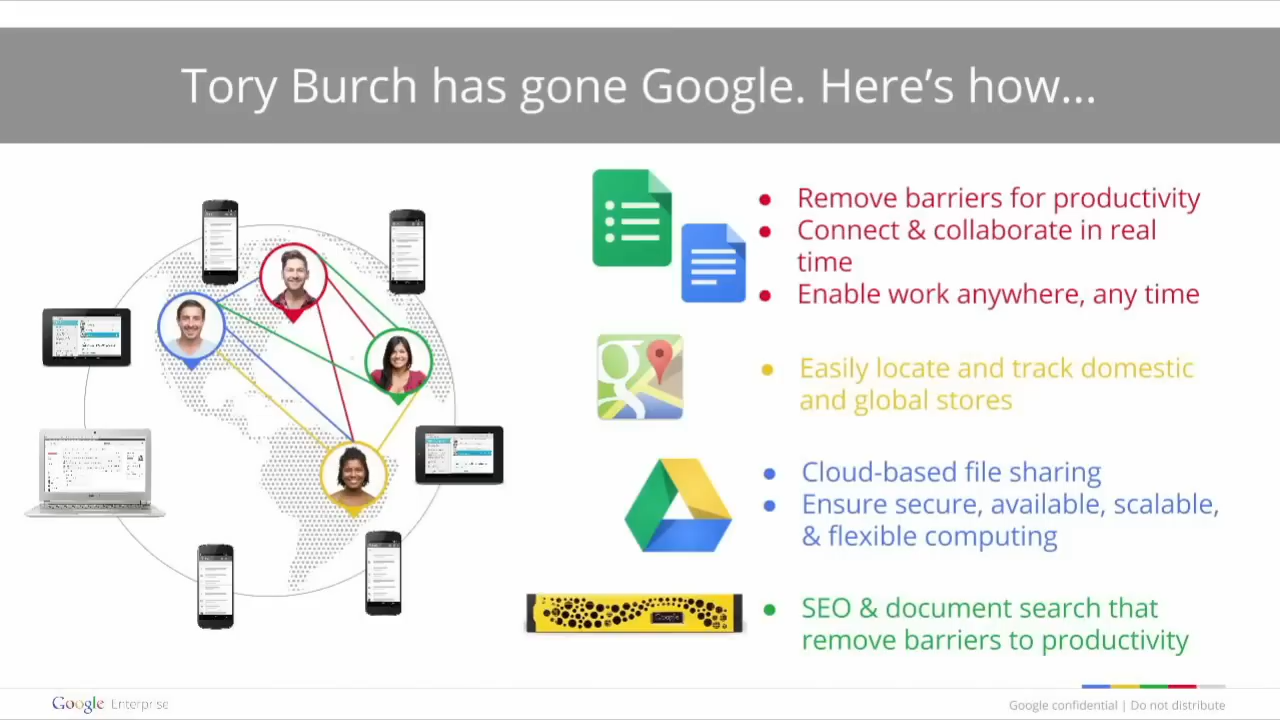 Tory Burch has gone Google. Here's how...
● Remove barriers for productivity
● Connect & collaborate in real
time
● Enable work anywhere, any time
● Easily locate and track domestic
and global stores
● Cloud-based file sharing
● Ensure secure, available, scalable,
& flexible computing
Google
● SEO & document search that
remove barriers to productivity
Google Enterprise
Google confidential | Do not distribute